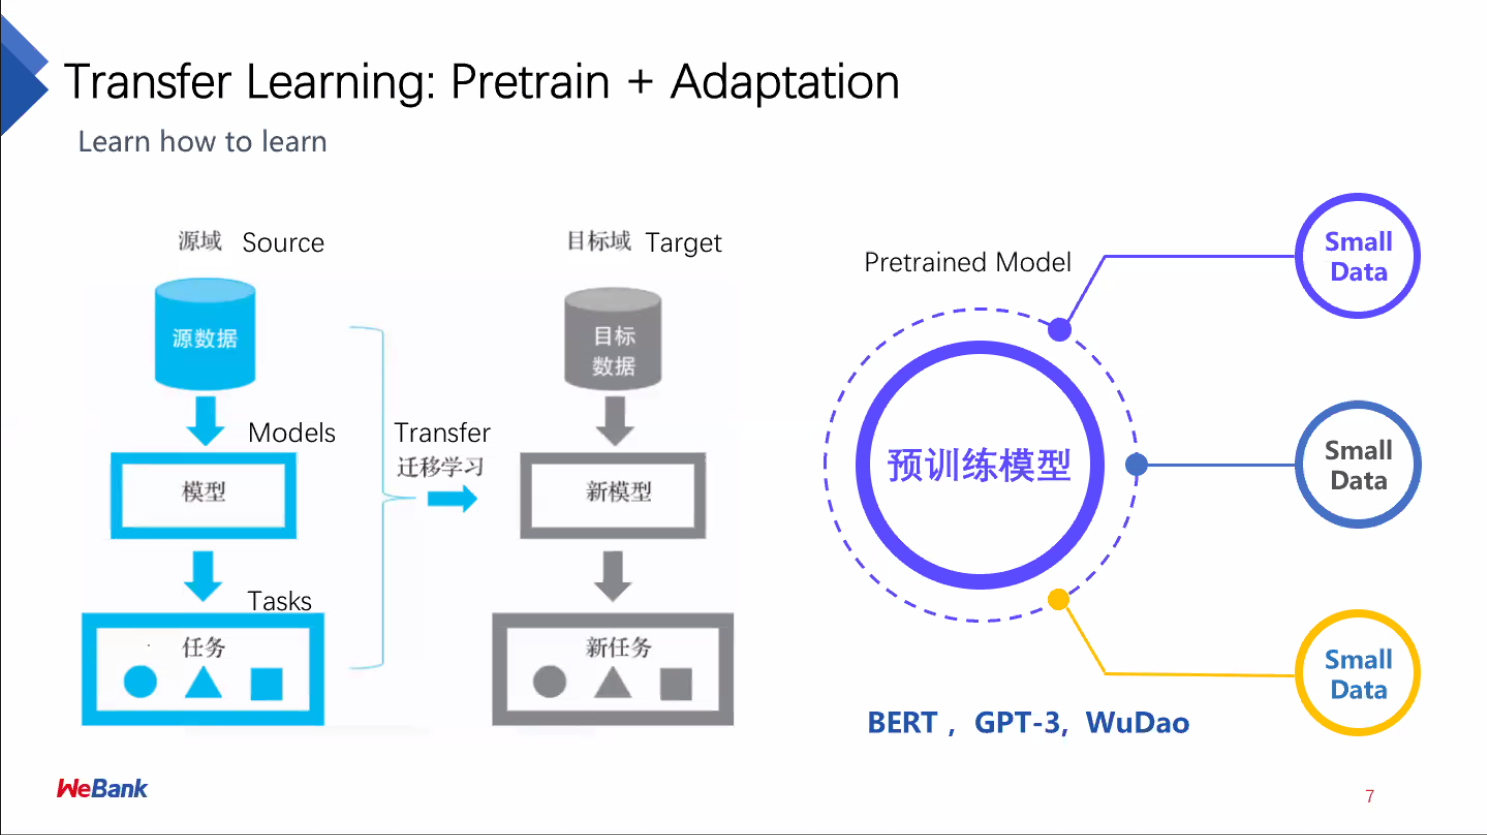 Transfer Learning: Pretrain + Adaptation
Learn how to learn
源域 Source
源数据
Models
模型
Tasks
任务
Transfer
迁移学习
目标域 Target
目标
数据
新模型
新任务
Pretrained Model
预训练模型
Small
Data
Small
Data
Small
Data
BERT , GPT-3, WuDao
WeBank
7